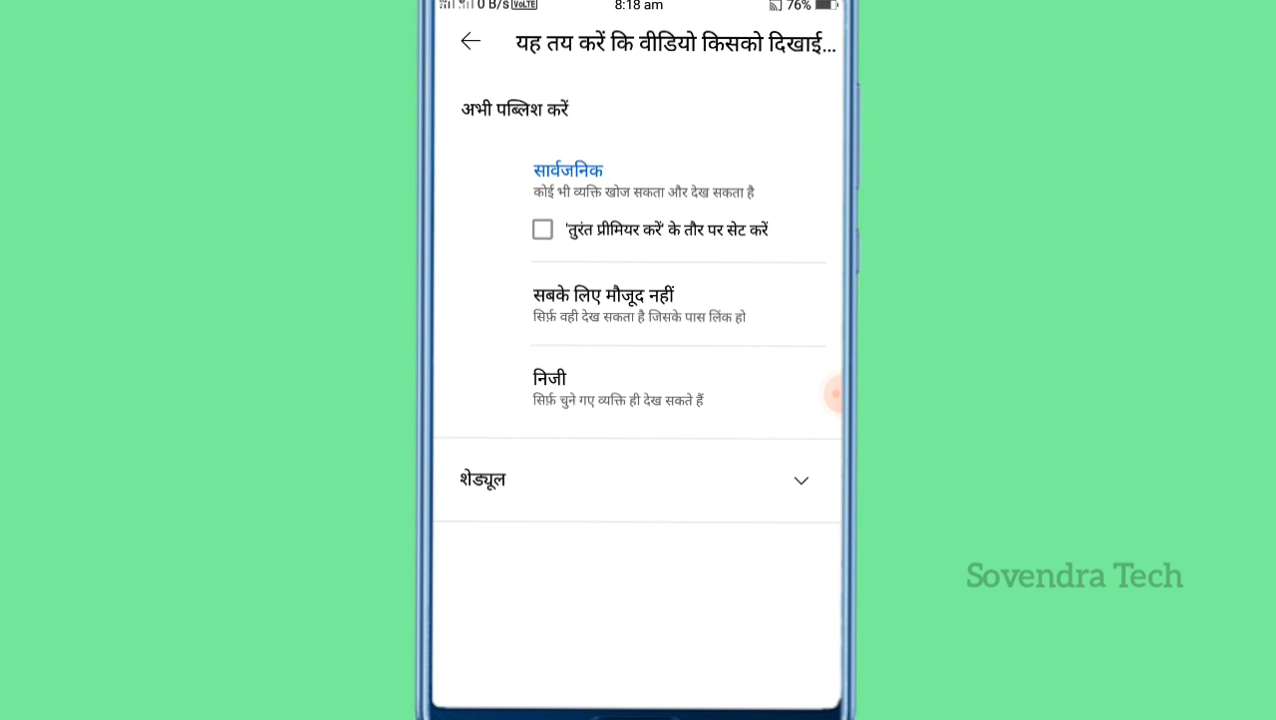 0 B/s VoLTE 8:18 am 76%
यह तय करें कि वीडियो किसको दिखाई...
अभी पब्लिश करें
सार्वजनिक
कोई भी व्यक्ति खोज सकता और देख सकता है
'तुरंत प्रीमियर करें' के तौर पर सेट करें
सबके लिए मौजूद नहीं
सिर्फ़ वही देख सकता है जिसके पास लिंक हो
निजी
सिर्फ़ चुने गए व्यक्ति ही देख सकते हैं
शेड्यूल
Sovendra Tech